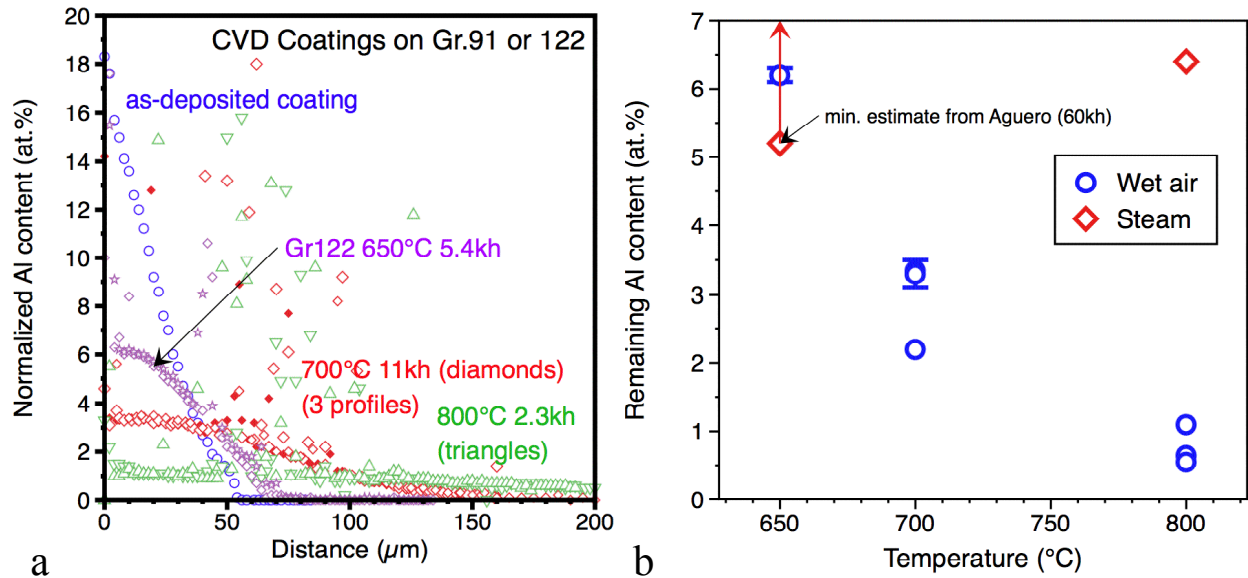 20
18
16
14
12
10
8
6
4
2
0
Normalized Al content (at.%)
CVD Coatings on Gr.91 or 122
as-deposited coating
Gr122 650°C 5.4kh
700°C 11kh (diamonds)
(3 profiles)
800°C 2.3kh
(triangles)
0
50
100
150
200
Distance (µm)
a
7
6
5
4
3
2
1
0
Remaining Al content (at.%)
min. estimate from Aguero (60kh)
Wet air
Steam
650
700
750
800
Temperature (°C)
b